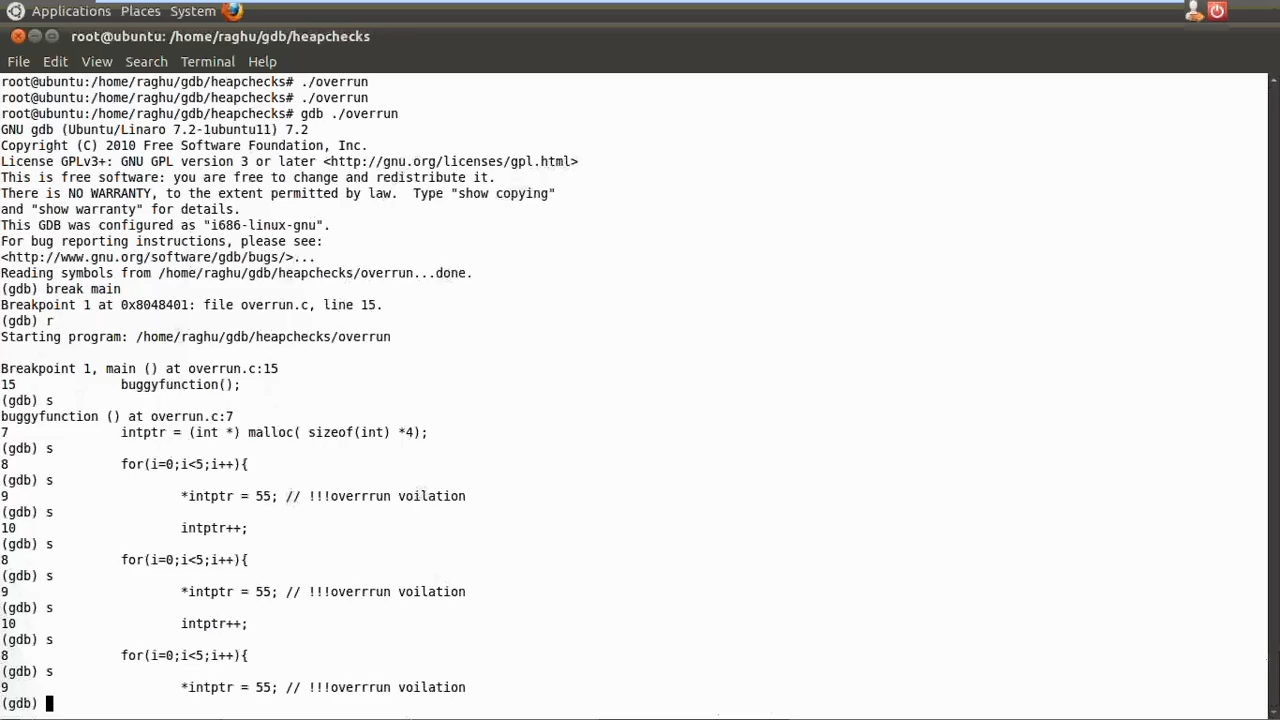 Applications Places System
root@ubuntu: /home/raghu/gdb/heapchecks
File Edit View Search Terminal Help
root@ubuntu:/home/raghu/gdb/heapchecks# ./overrun
root@ubuntu:/home/raghu/gdb/heapchecks# ./overrun
root@ubuntu:/home/raghu/gdb/heapchecks# gdb ./overrun
GNU gdb (Ubuntu/Linaro 7.2-1ubuntu11) 7.2
Copyright (C) 2010 Free Software Foundation, Inc.
License GPLv3+: GNU GPL version 3 or later <http://gnu.org/licenses/gpl.html>
This is free software: you are free to change and redistribute it.
There is NO WARRANTY, to the extent permitted by law.  Type "show copying"
and "show warranty" for details.
This GDB was configured as "i686-linux-gnu".
For bug reporting instructions, please see:
<http://www.gnu.org/software/gdb/bugs/>...
Reading symbols from /home/raghu/gdb/heapchecks/overrun...done.
(gdb) break main
Breakpoint 1 at 0x8048401: file overrun.c, line 15.
(gdb) r
Starting program: /home/raghu/gdb/heapchecks/overrun
Breakpoint 1, main () at overrun.c:15
15 buggyfunction();
(gdb) s
buggyfunction () at overrun.c:7
7 intptr = (int *) malloc( sizeof(int) *4);
(gdb) s
8 for(i=0;i<5;i++){
(gdb) s
9 *intptr = 55; // !!!overrrun voilation
(gdb) s
10 intptr++;
(gdb) s
8 for(i=0;i<5;i++){
(gdb) s
9 *intptr = 55; // !!!overrrun voilation
(gdb) s
10 intptr++;
(gdb) s
8 for(i=0;i<5;i++){
(gdb) s
9 *intptr = 55; // !!!overrrun voilation
(gdb)